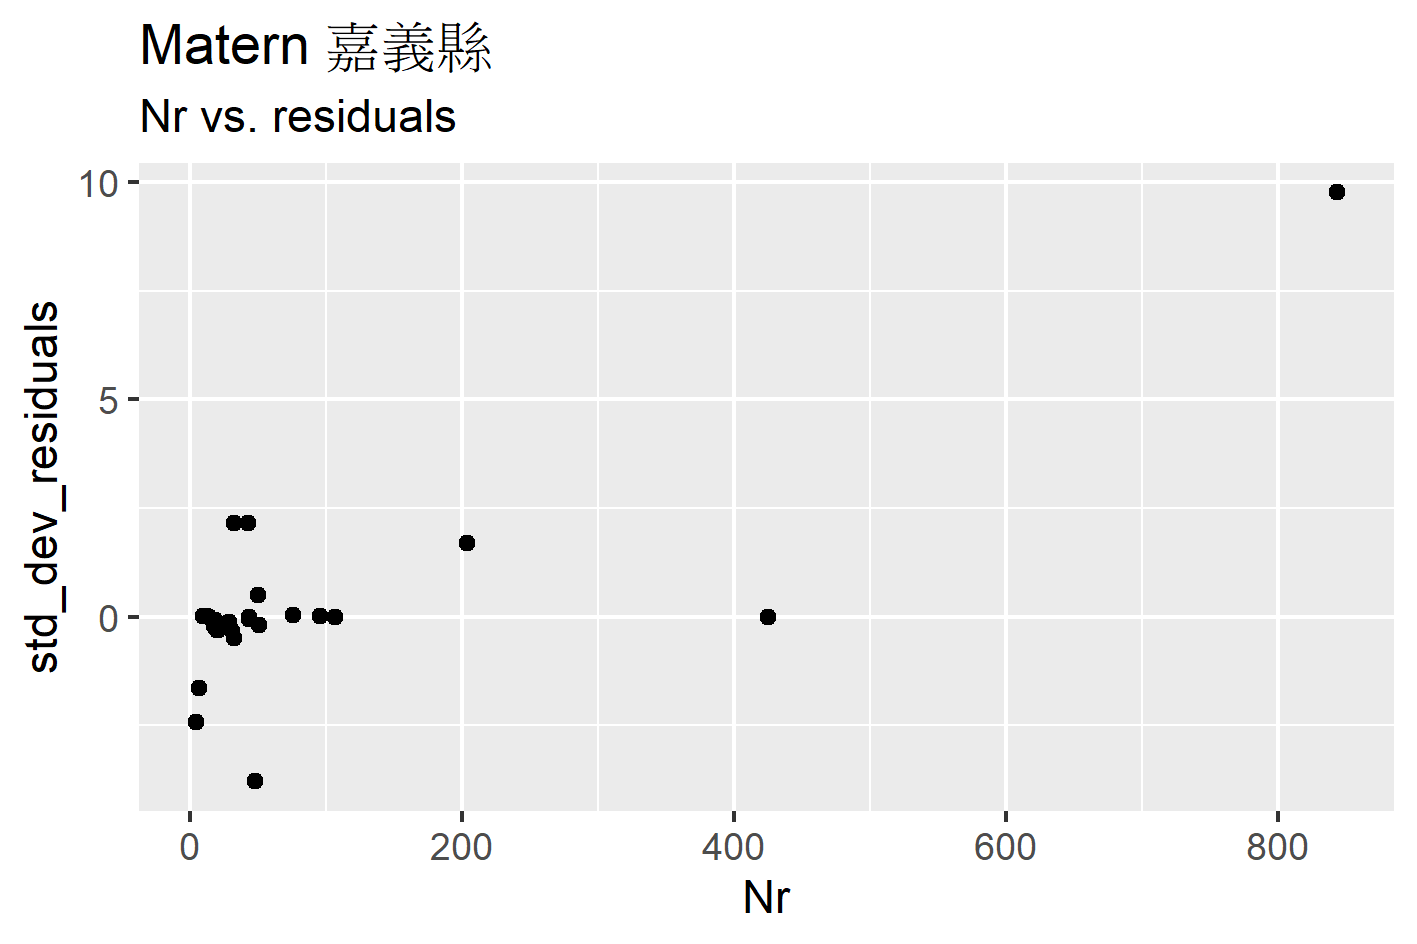 Matern 嘉義縣
Nr vs. residuals
10
5
0
std_dev_residuals
0 200 400 600 800
Nr